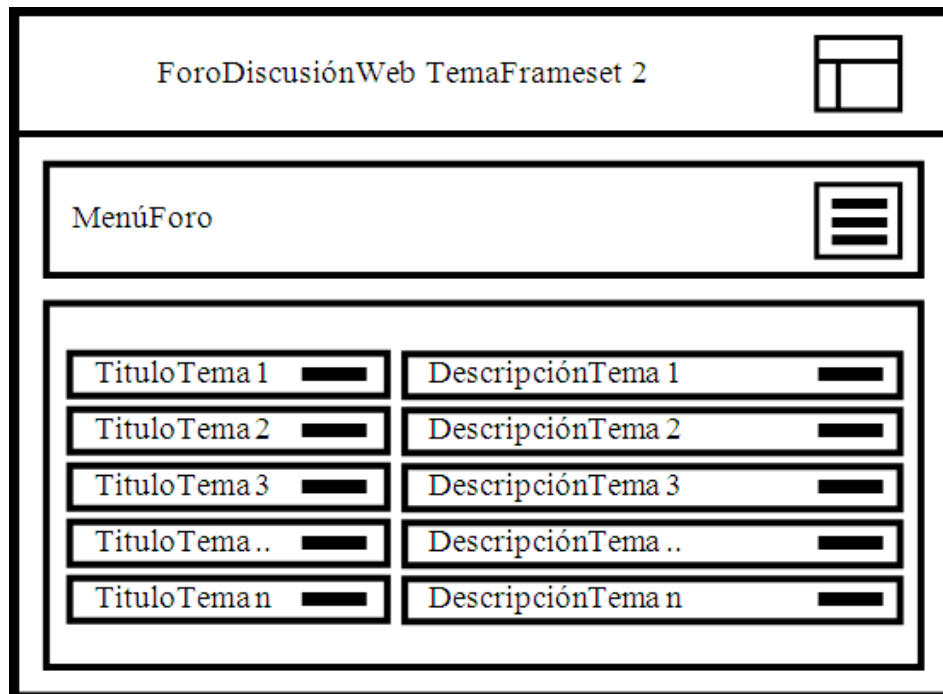 ForoDiscusiónWeb TemaFrameset 2
MenúForo
TituloTema 1 DescripciónTema 1
TituloTema 2 DescripciónTema 2
TituloTema 3 DescripciónTema 3
TituloTema .. DescripciónTema ..
TituloTema n DescripciónTema n